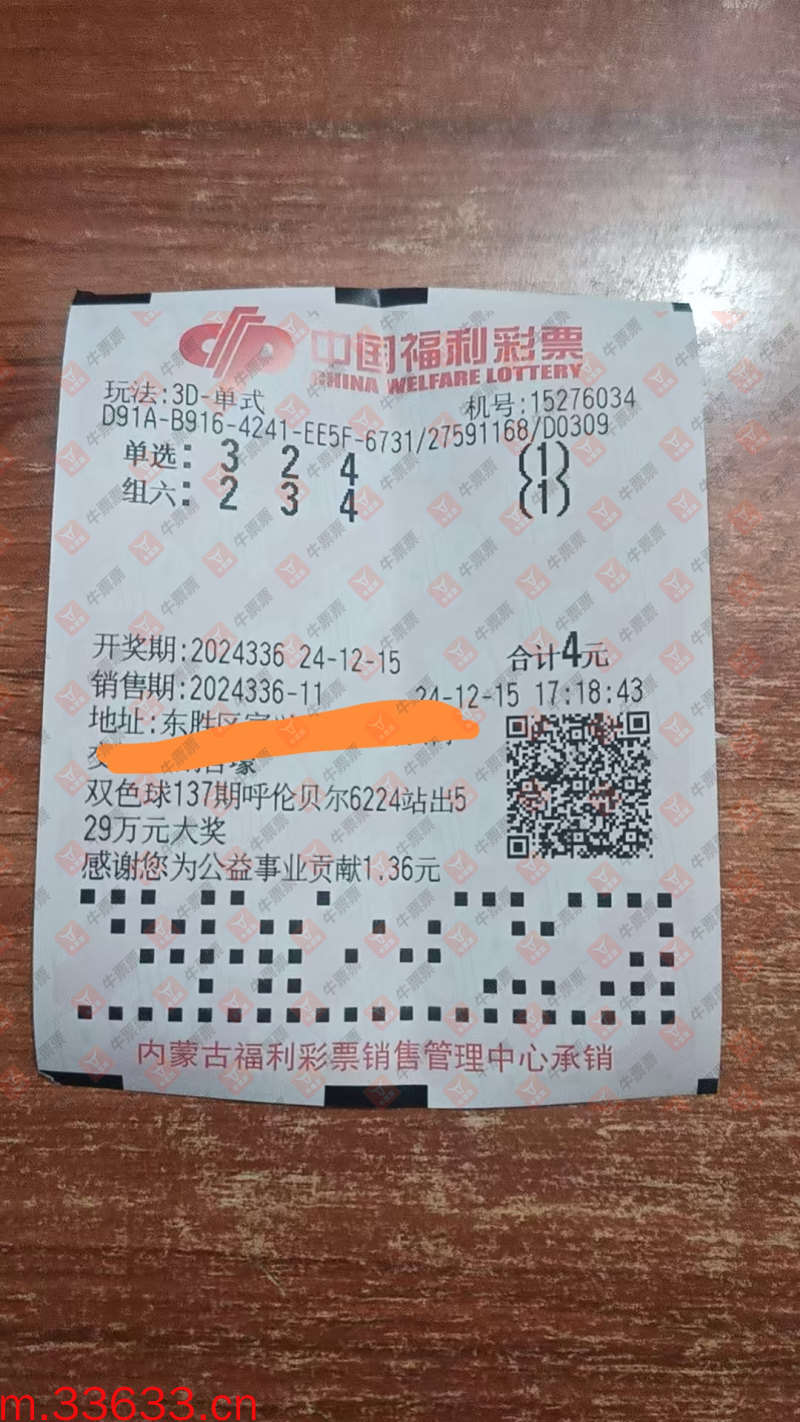 中国福利彩票
CHINA WELFARE LOTTERY
玩法:3D-单式
机号:15276034
D91A-B916-4241-EE5F-6731/27591168/D0309
单选: 3 2 4 (1)
组六: 2 3 4 (1)
开奖期:2024336 24-12-15 合计4元
销售期:2024336-11 24-12-15 17:18:43
地址:东胜区
双色球137期呼伦贝尔6224站出5
29万元大奖
感谢您为公益事业贡献1.36元
内蒙古福利彩票销售管理中心承销
牛票票
m.33633.cn